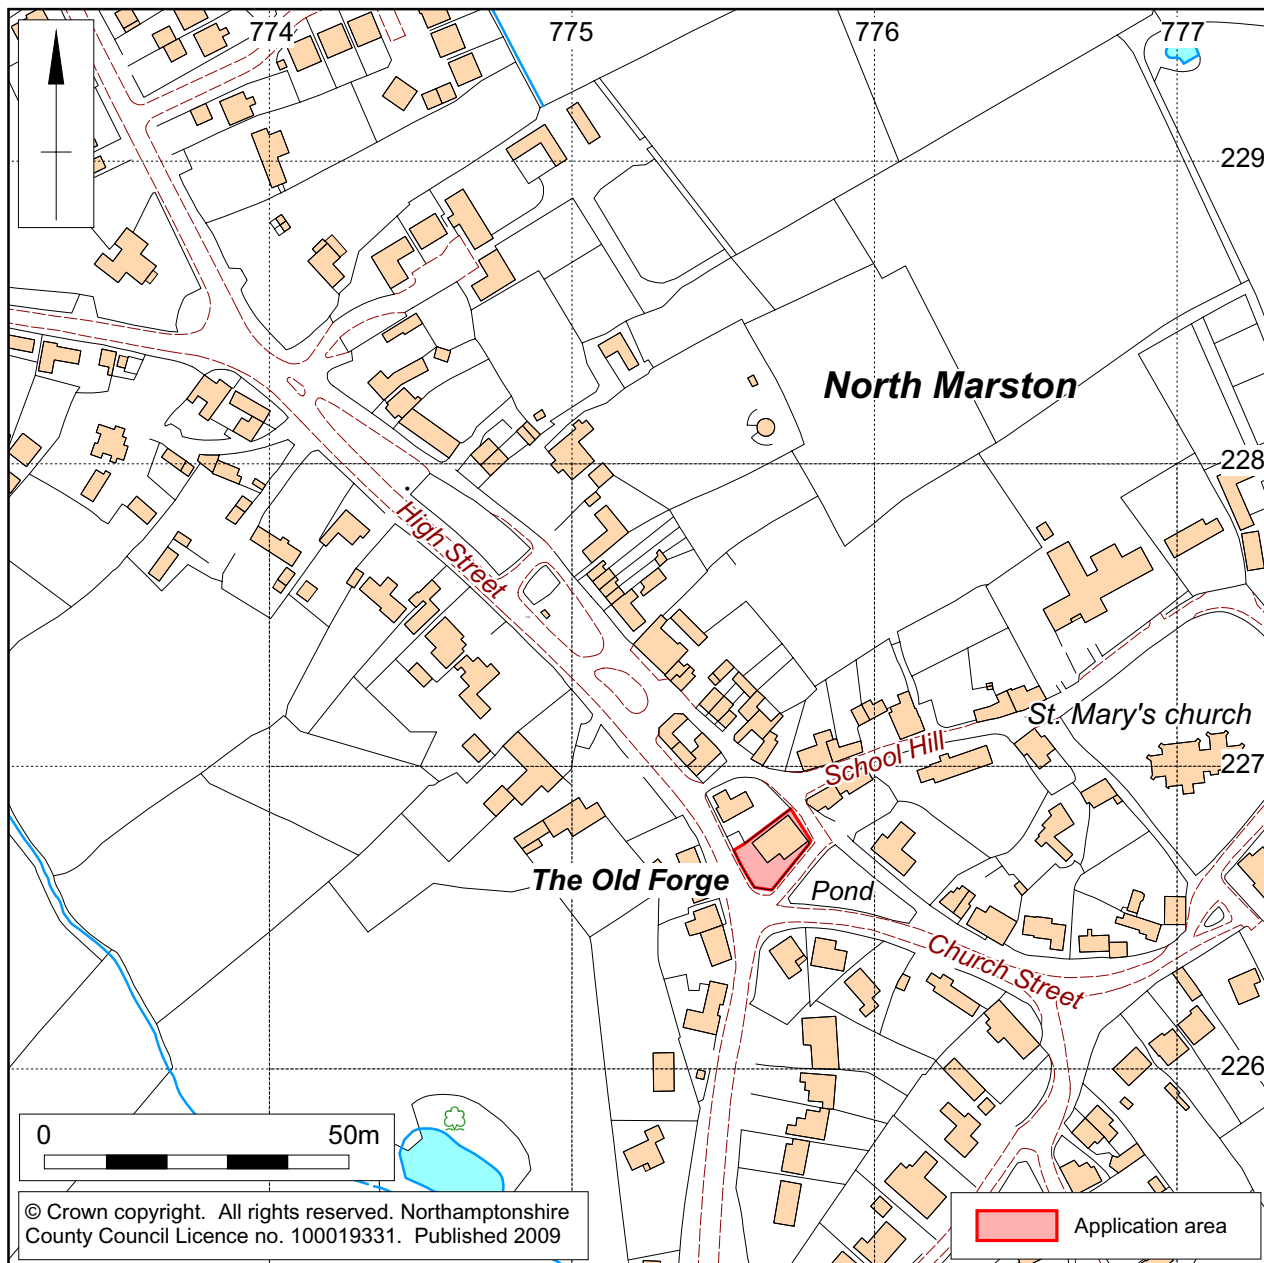 774
775
776
777
229
North Marston
228
High Street
St. Mary's church
School Hill
227
The Old Forge
Pond
Church Street
226
0
50m
© Crown copyright.  All rights reserved. Northamptonshire
County Council Licence no. 100019331.  Published 2009
Application area